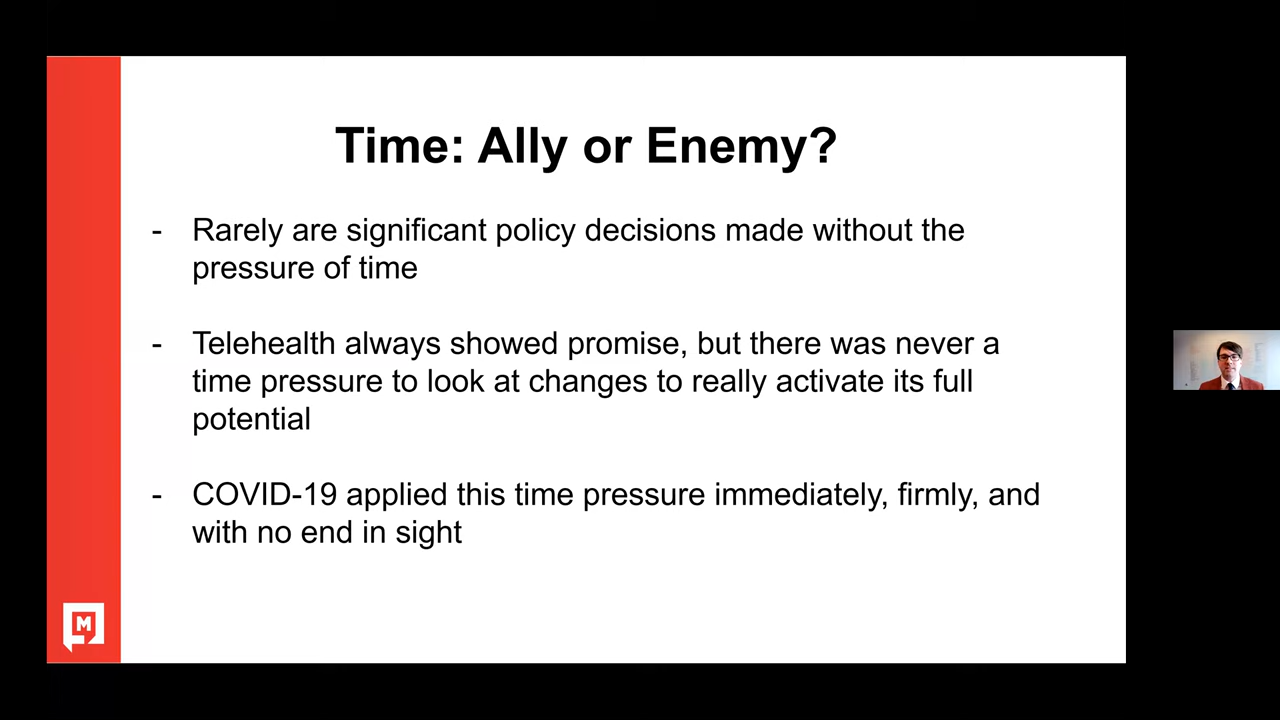 Time: Ally or Enemy?
- Rarely are significant policy decisions made without the
pressure of time
- Telehealth always showed promise, but there was never a
time pressure to look at changes to really activate its full
potential
- COVID-19 applied this time pressure immediately, firmly, and
with no end in sight
M